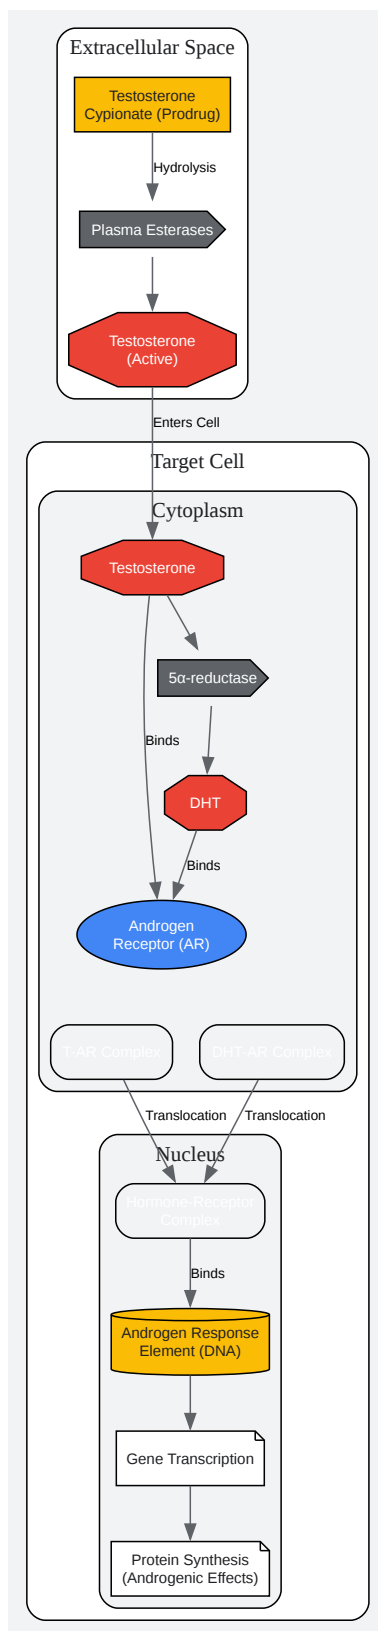 Extracellular Space
Testosterone
Cypionate (Prodrug)
Hydrolysis
Plasma Esterases
Testosterone
(Active)
Enters Cell
Target Cell
Cytoplasm
Testosterone
5α-reductase
Binds
DHT
Binds
Androgen
Receptor (AR)
T-AR Complex
DHT-AR Complex
Translocation
Translocation
Nucleus
Hormone-Receptor
Complex
Binds
Androgen Response
Element (DNA)
Gene Transcription
Protein Synthesis
(Androgenic Effects)